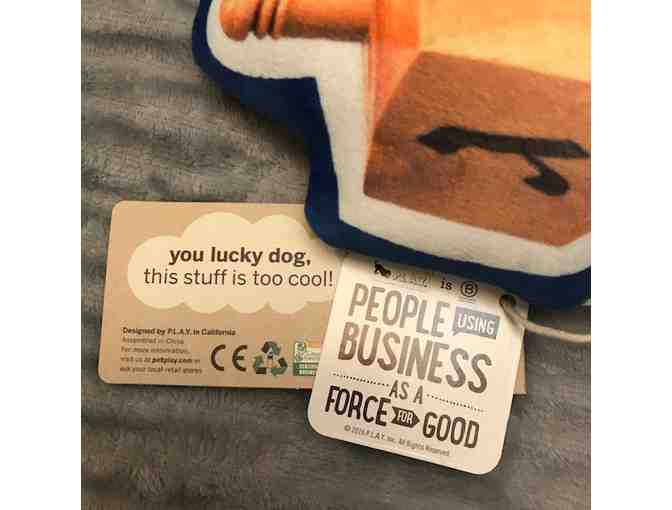 you lucky dog,
this stuff is too cool!
Designed by P.L.A.Y. in California
Assembled in China
For more information,
visit us at petplay.com or
ask your local retail stores
CE
P.L.A.Y. is B
PEOPLE USING
BUSINESS
AS A
FORCE FOR GOOD
P.L.A.Y. Inc. All Rights Reserved